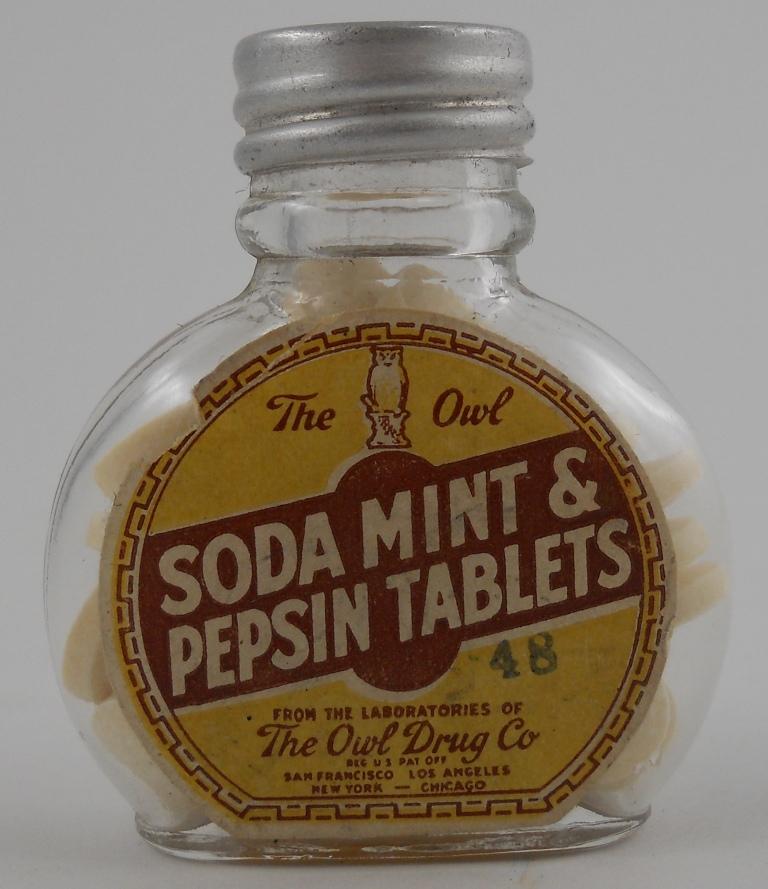 The Owl
SODA MINT &
PEPSIN TABLETS
48
FROM THE LABORATORIES OF
The Owl Drug Co
REG U S PAT OFF
SAN FRANCISCO LOS ANGELES
NEW YORK — CHICAGO